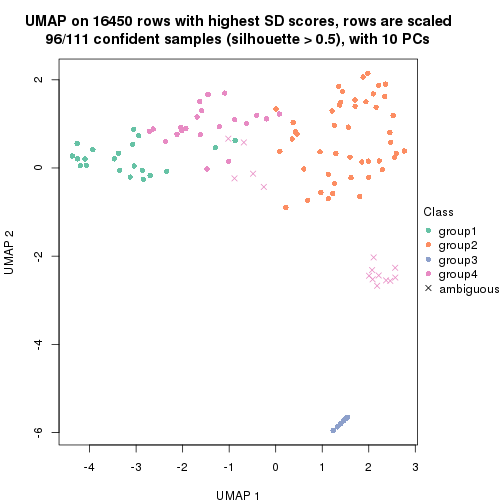 UMAP on 16450 rows with highest SD scores, rows are scaled
96/111 confident samples (silhouette > 0.5), with 10 PCs
2
0
-2
-4
-6
UMAP 2
-4 -3 -2 -1 0 1 2 3
UMAP 1
Class
group1
group2
group3
group4
ambiguous